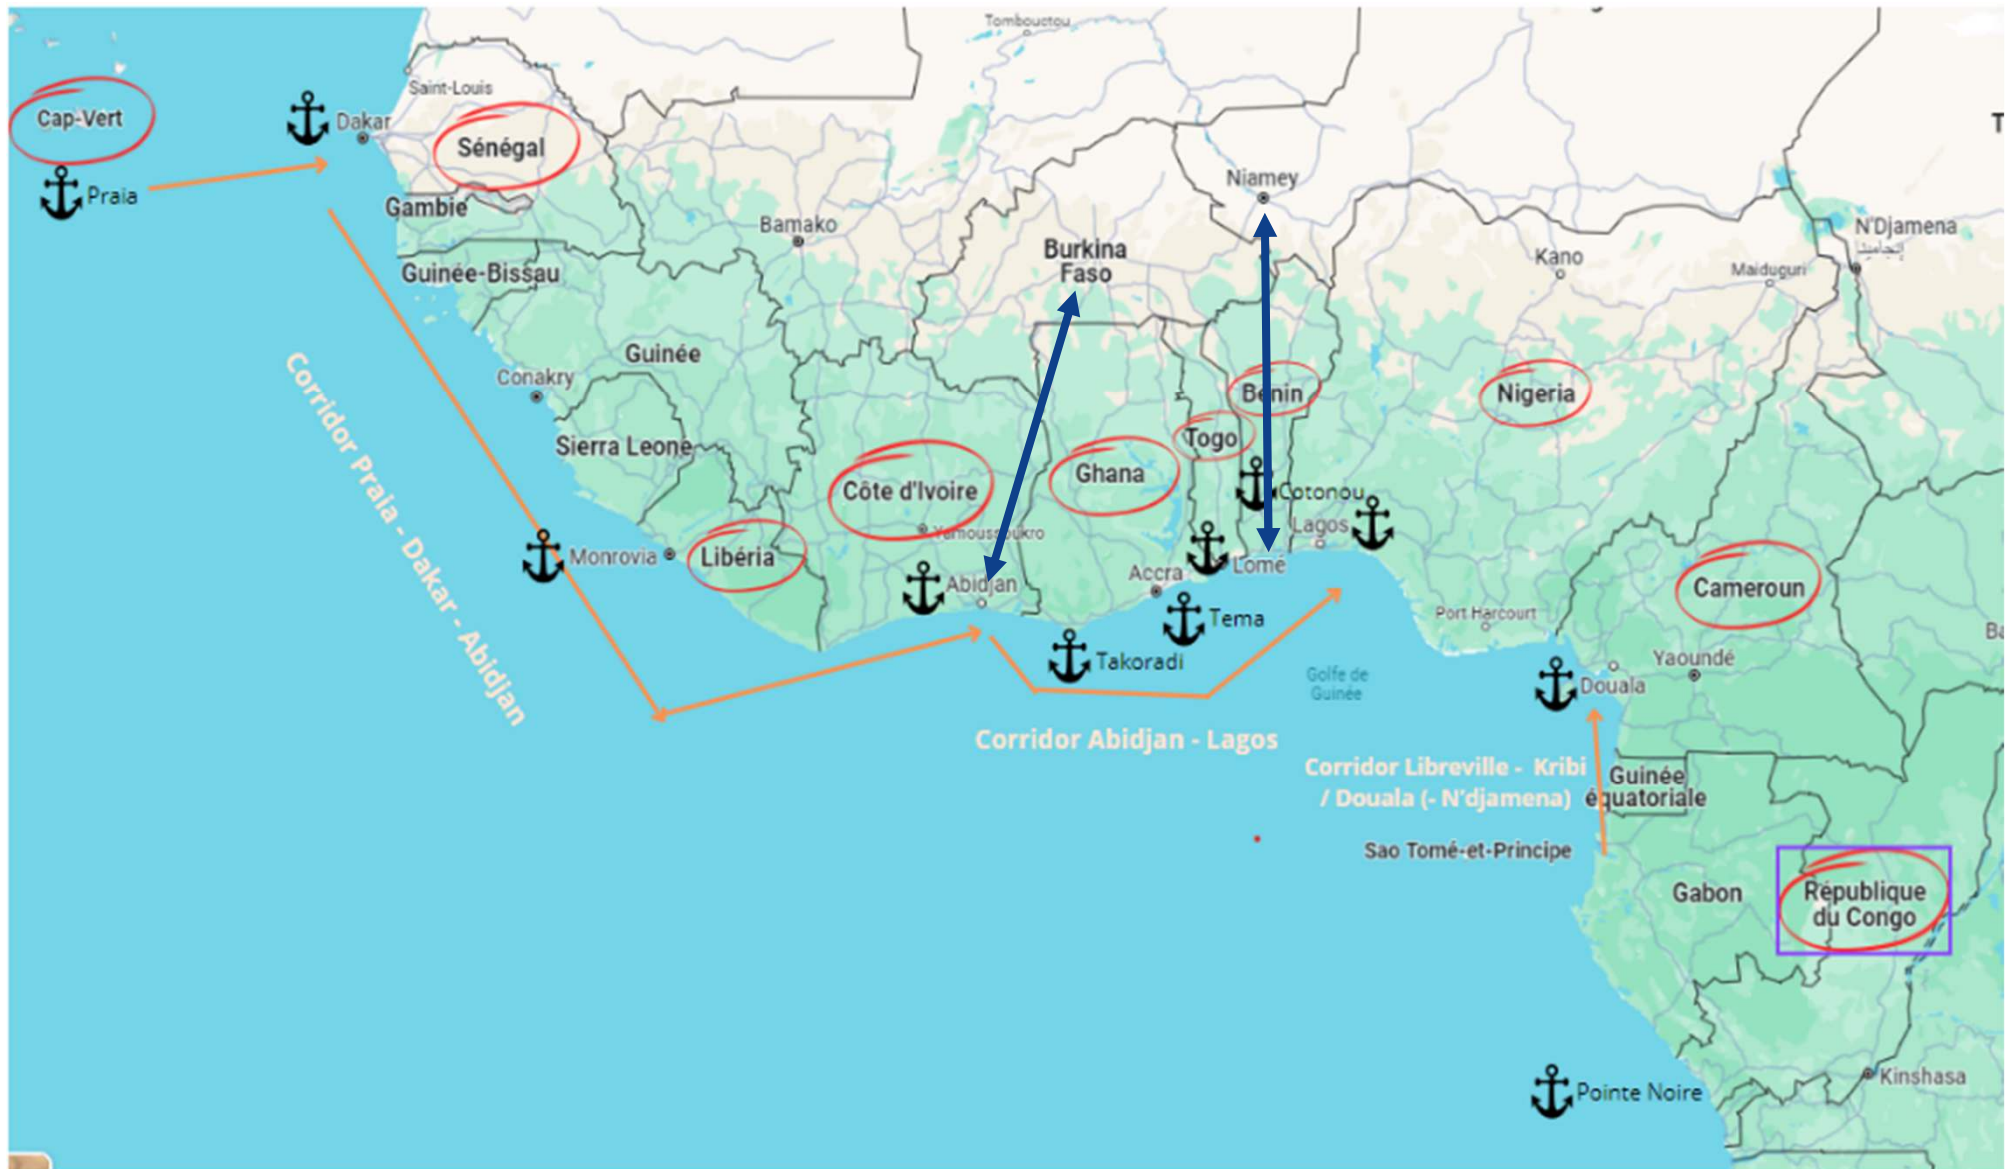 Tombouctou
Saint-Louis
Cap-Vert
Dakar
Sénégal
Praia
Gambie
Niamey
Bamako
N'Djamena
Burkina
Faso
Kano
Maiduguri
Guinée-Bissau
Guinée
Conakry
Bénin
Nigeria
Togo
Sierra Leone
Ghana
Côte d'Ivoire
Cotonou
Lagos
Yamoussoukro
Monrovia
Libéria
Accra
Lomé
Abidjan
Cameroun
Port Harcourt
Tema
Takoradi
Yaoundé
Golfe de
Guinée
Douala
Corridor Praia - Dakar - Abidjan
Corridor Abidjan - Lagos
Corridor Libreville - Kribi
/ Douala (- N'djamena)
Guinée
équatoriale
Sao Tomé-et-Principe
Gabon
République
du Congo
Kinshasa
Pointe Noire